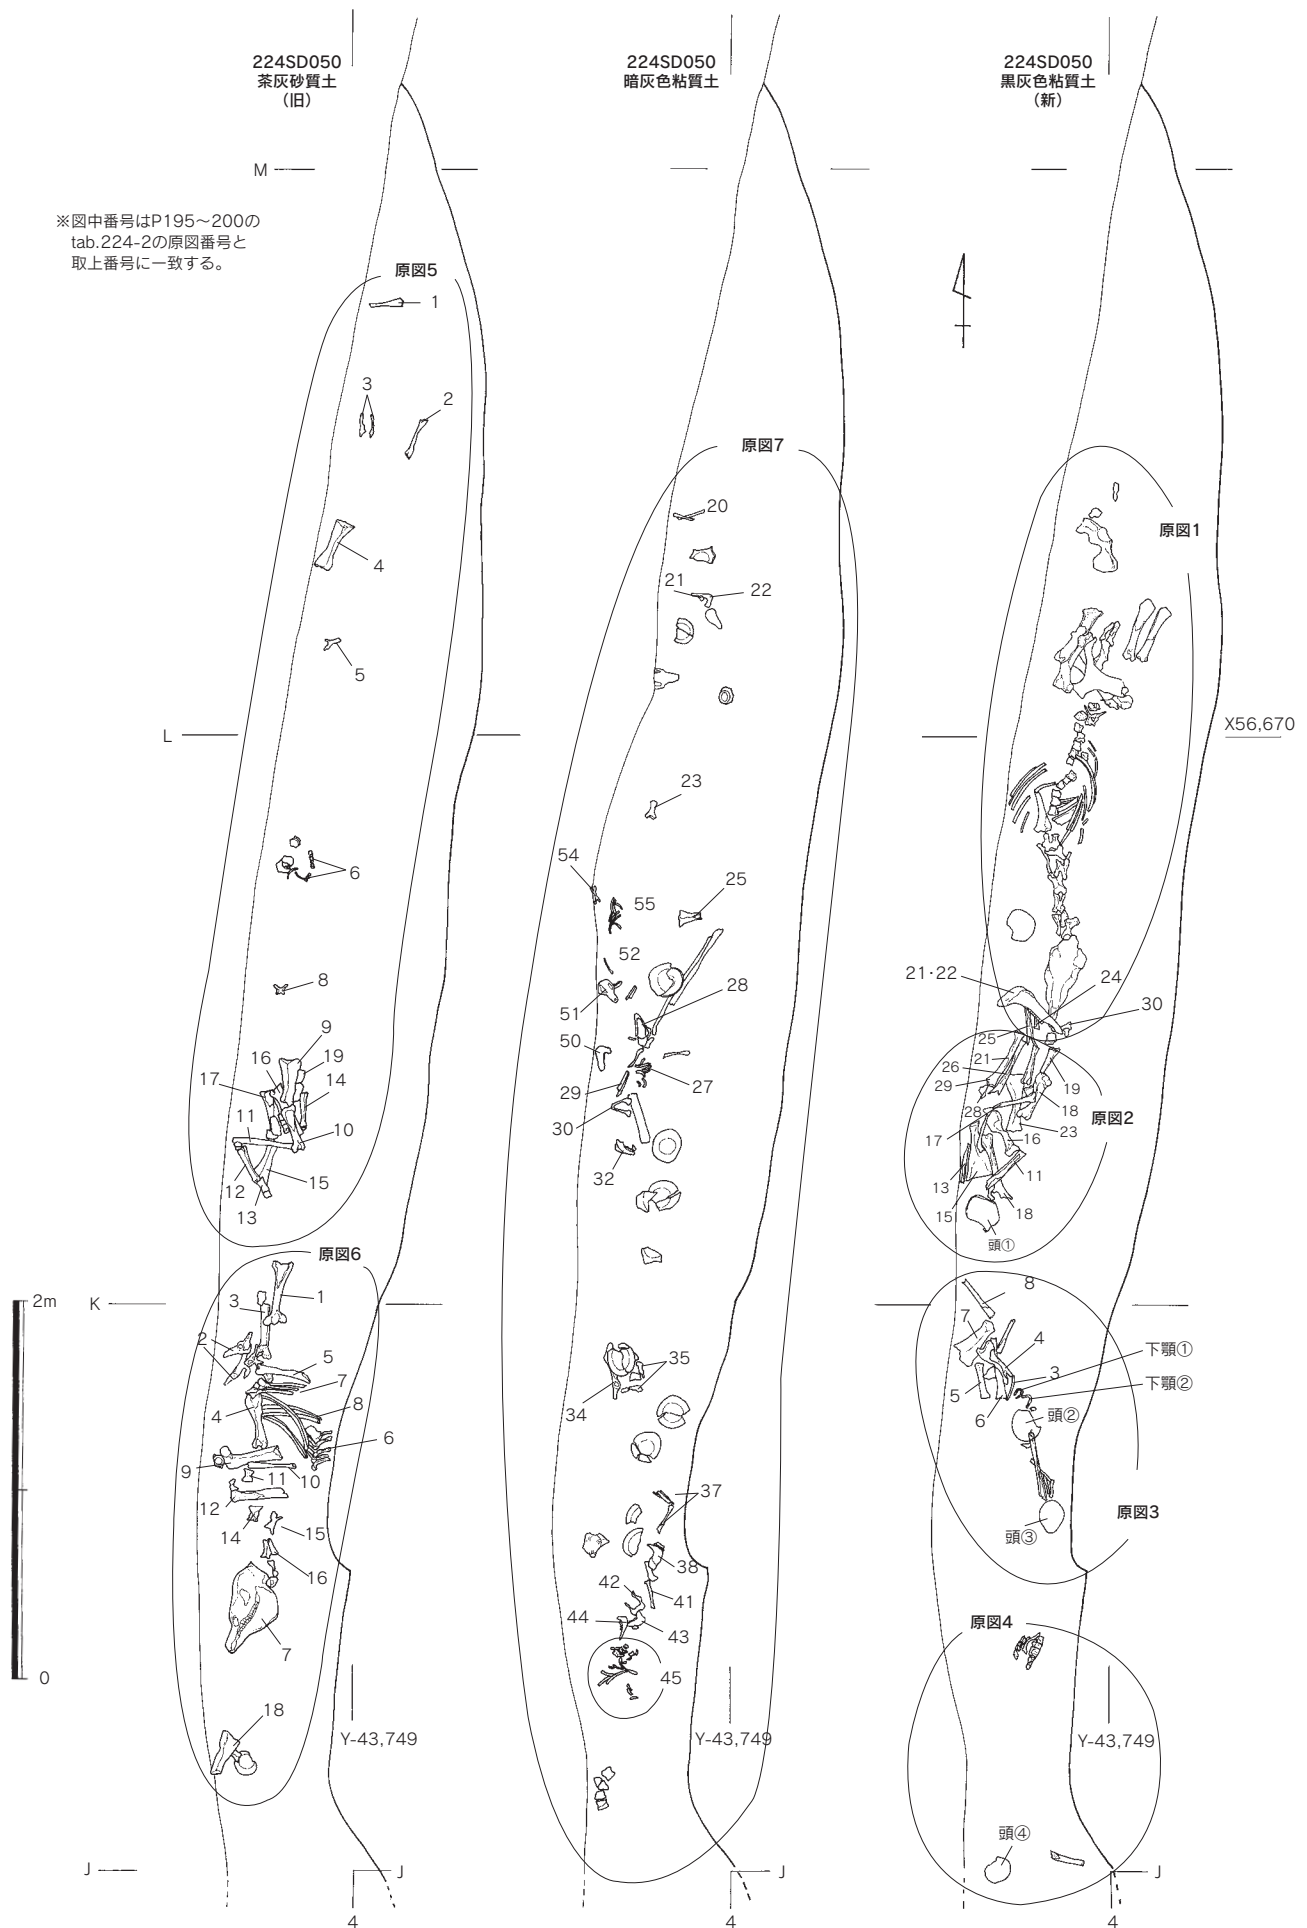 224SD050
茶灰砂質土
（旧）
224SD050
暗灰色粘質土
224SD050
黒灰色粘質土
（新）
M
※図中番号はP195～200の
tab.224-2の原図番号と
取上番号に一致する。
原図5
1
3
2
4
5
L
6
8
9
16
19
17
14
11
10
12
15
13
原図6
2m
K
3
1
2
5
7
4
8
6
9
11
10
12
14
15
16
7
0
18
Y-43,749
J
J
4
原図7
20
21
22
23
54
25
55
52
28
51
50
29
27
30
32
35
34
37
38
42
41
44
43
45
Y-43,749
J
4
原図1
X56,670
21･22
24
30
25
21
26
29
19
28
18
原図2
17
23
16
13
11
15
18
頭①
8
7
4
下顎①
3
5
下顎②
6
頭②
頭③
原図3
原図4
Y-43,749
頭④
J
4